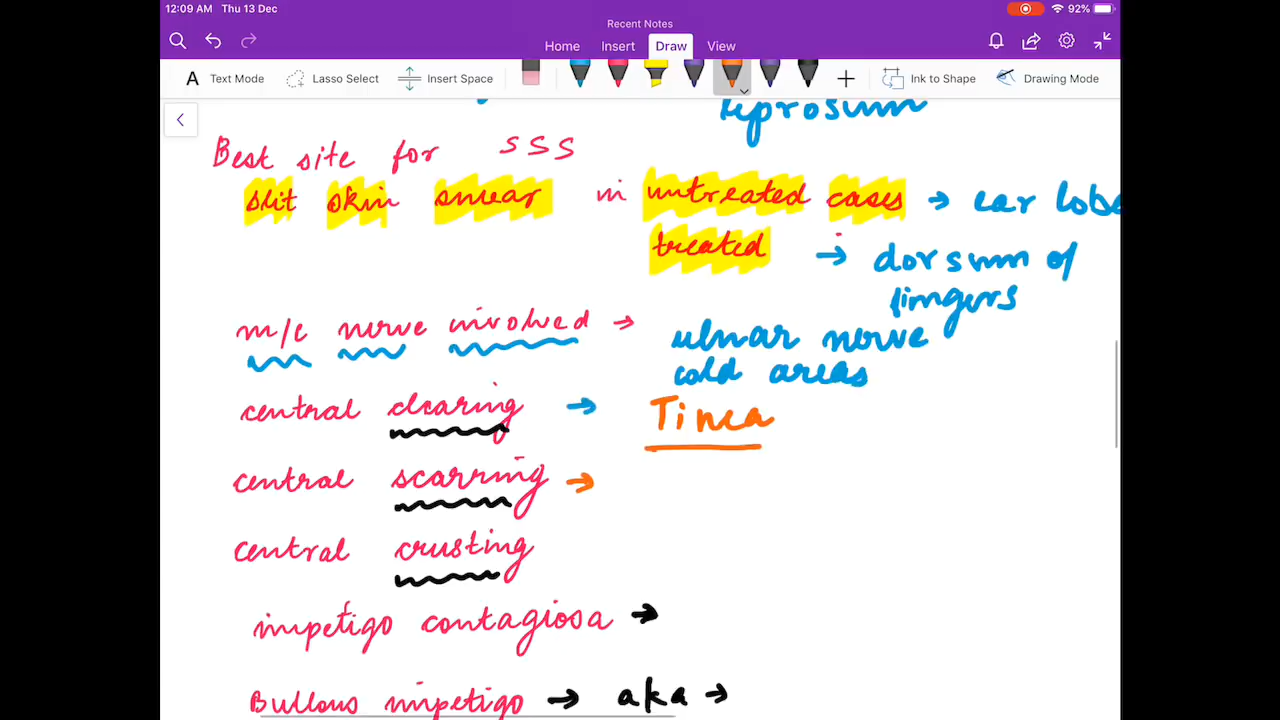 12:09 AM Thu 13 Dec
92%
Recent Notes
Home Insert Draw View
A Text Mode Lasso Select Insert Space Ink to Shape Drawing Mode
leprosum
Best site for SSS
slit skin smear in untreated cases → ear lobe
treated → dorsum of
fingers
m/c nerve involved → ulnar nerve
cold areas
central clearing → Tinea
central scarring →
central crusting
impetigo contagiosa →
Bullous impetigo → aka →